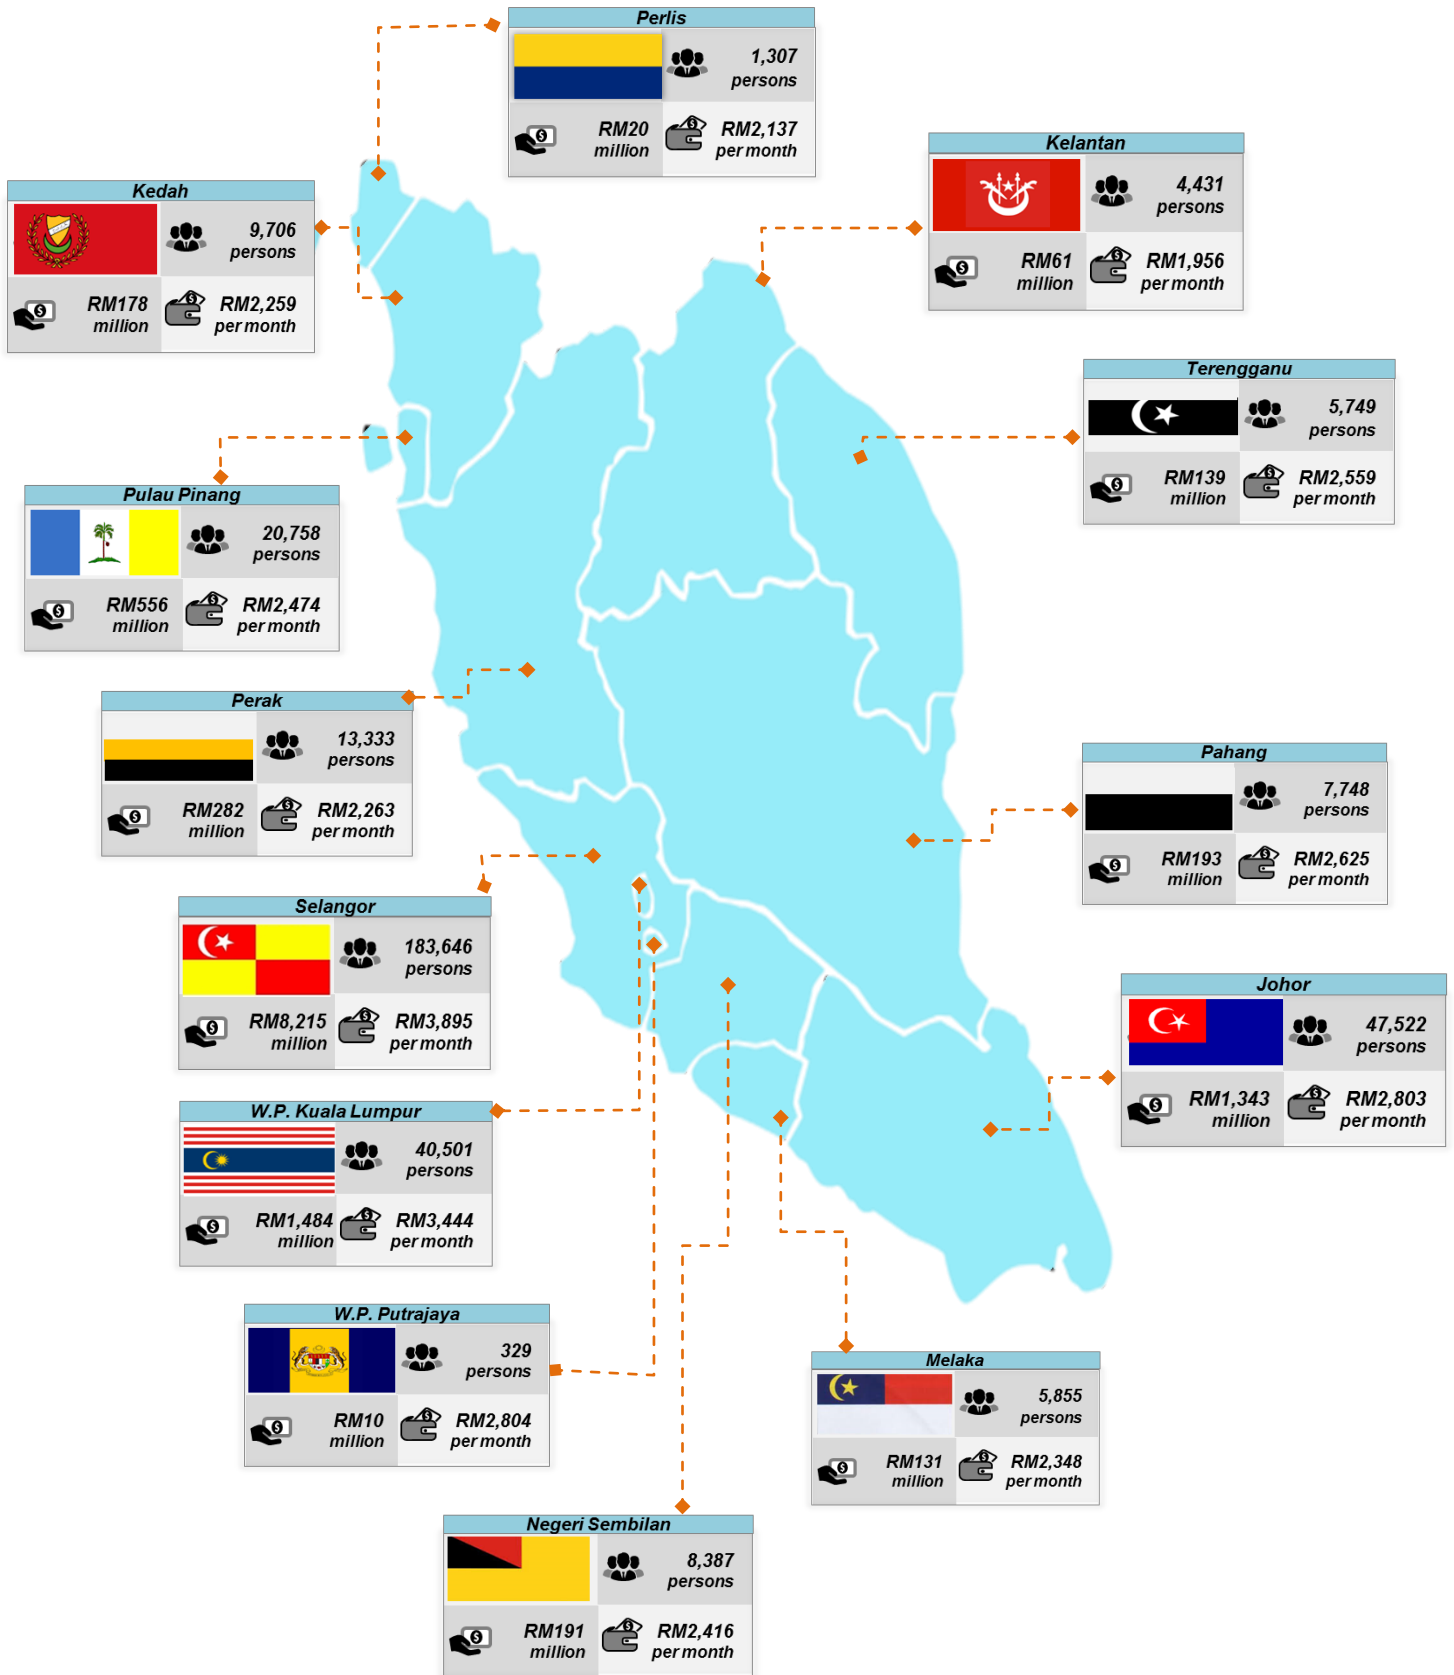 Perlis
1,307
persons
RM20
million
RM2,137
per month
Kelantan
4,431
persons
RM61
million
RM1,956
per month
Kedah
9,706
persons
RM178
million
RM2,259
per month
Terengganu
5,749
persons
RM139
million
RM2,559
per month
Pulau Pinang
20,758
persons
RM556
million
RM2,474
per month
Perak
13,333
persons
RM282
million
RM2,263
per month
Pahang
7,748
persons
RM193
million
RM2,625
per month
Selangor
183,646
persons
RM8,215
million
RM3,895
per month
Johor
47,522
persons
RM1,343
million
RM2,803
per month
W.P. Kuala Lumpur
40,501
persons
RM1,484
million
RM3,444
per month
W.P. Putrajaya
329
persons
RM10
million
RM2,804
per month
Melaka
5,855
persons
RM131
million
RM2,348
per month
Negeri Sembilan
8,387
persons
RM191
million
RM2,416
per month